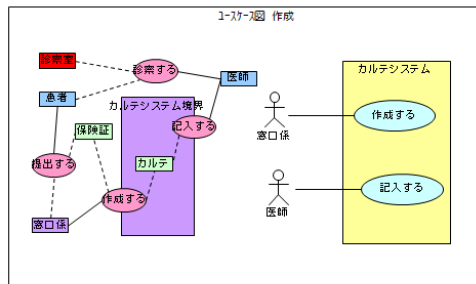 ユースケース図 作成
診察室
診察する
医師
カルテシステム
患者
カルテシステム境界
保険証
記入する
作成する
窓口係
提出する
カルテ
作成する
記入する
窓口係
医師